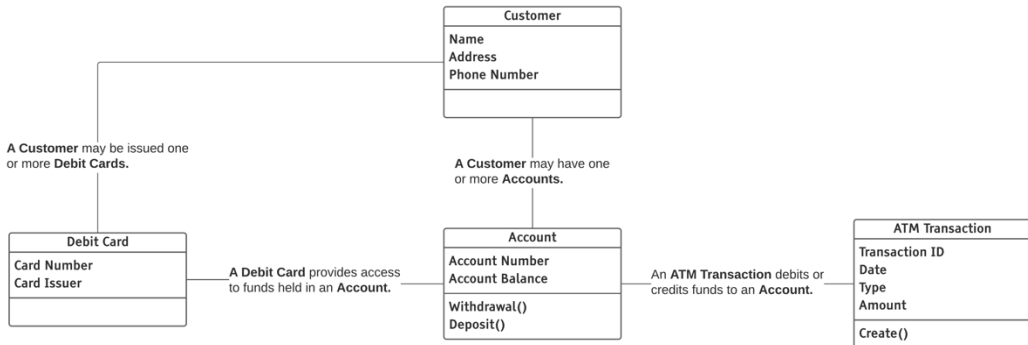 Customer
Name
Address
Phone Number
A Customer may be issued one
or more Debit Cards.
A Customer may have one
or more Accounts.
Debit Card
Card Number
Card Issuer
A Debit Card provides access
to funds held in an Account.
Account
Account Number
Account Balance
Withdrawal()
Deposit()
An ATM Transaction debits or
credits funds to an Account.
ATM Transaction
Transaction ID
Date
Type
Amount
Create()